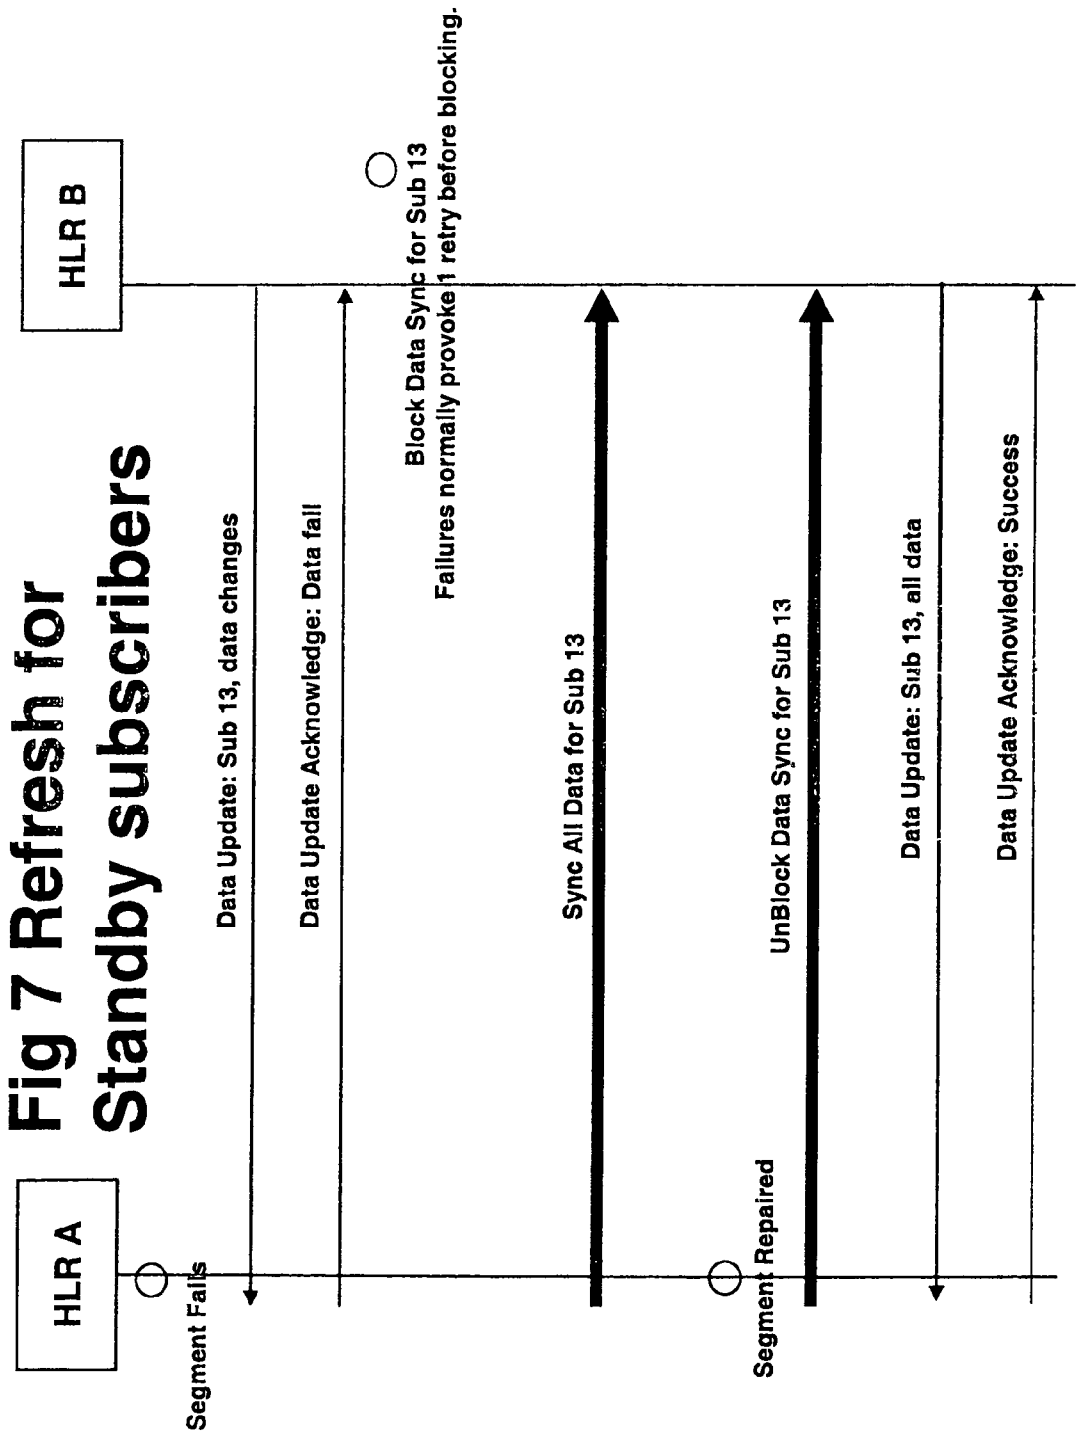 Fig 7 Refresh for
Standby subscribers
HLR A
HLR B
Segment Fails
Data Update: Sub 13, data changes
Data Update Acknowledge: Data fail
Block Data Sync for Sub 13
Failures normally provoke 1 retry before blocking.
Sync All Data for Sub 13
Segment Repaired
UnBlock Data Sync for Sub 13
Data Update: Sub 13, all data
Data Update Acknowledge: Success